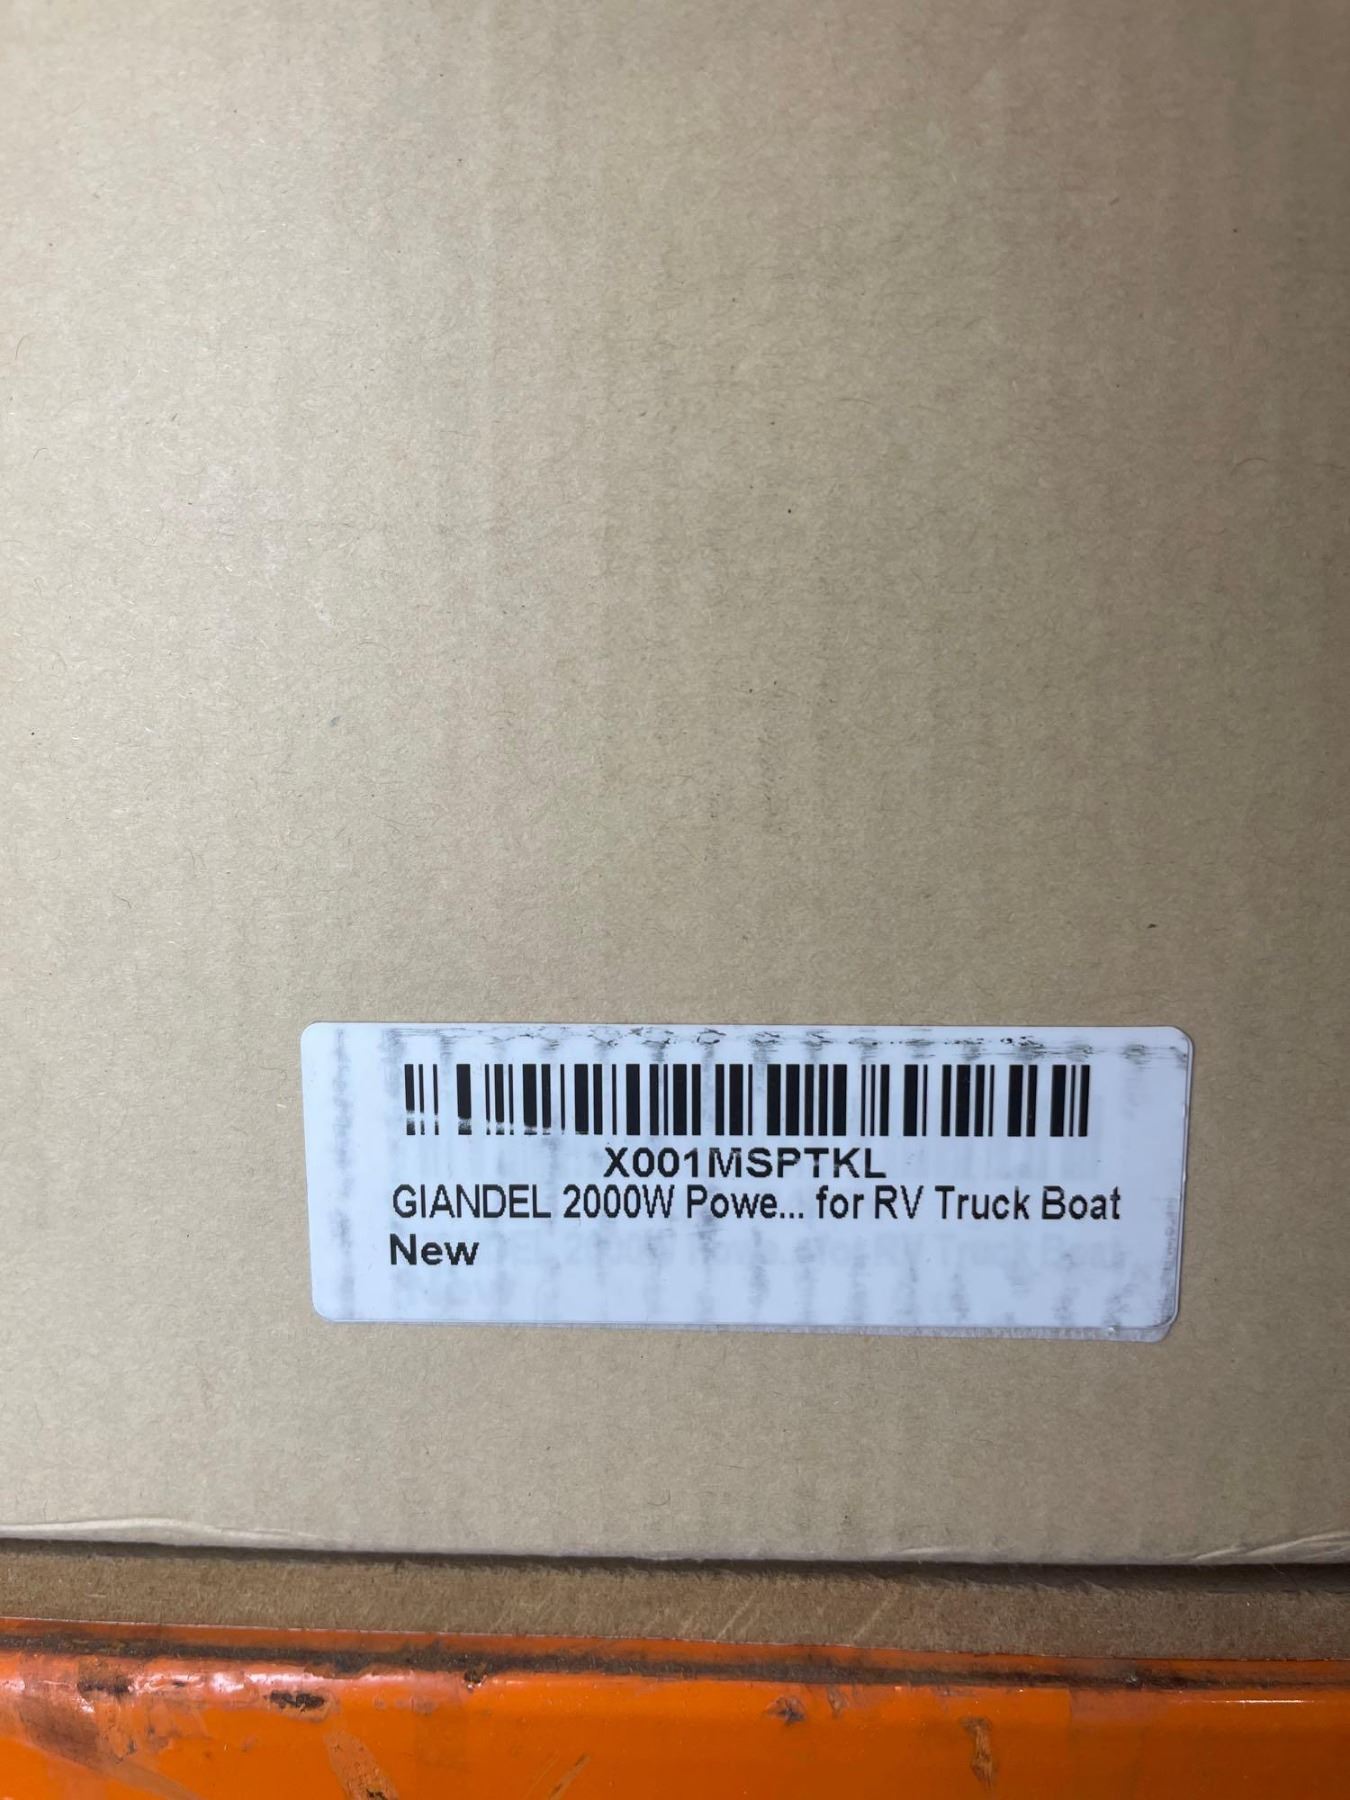 X001MSPTKL
GIANDEL 2000W Powe... for RV Truck Boat
New